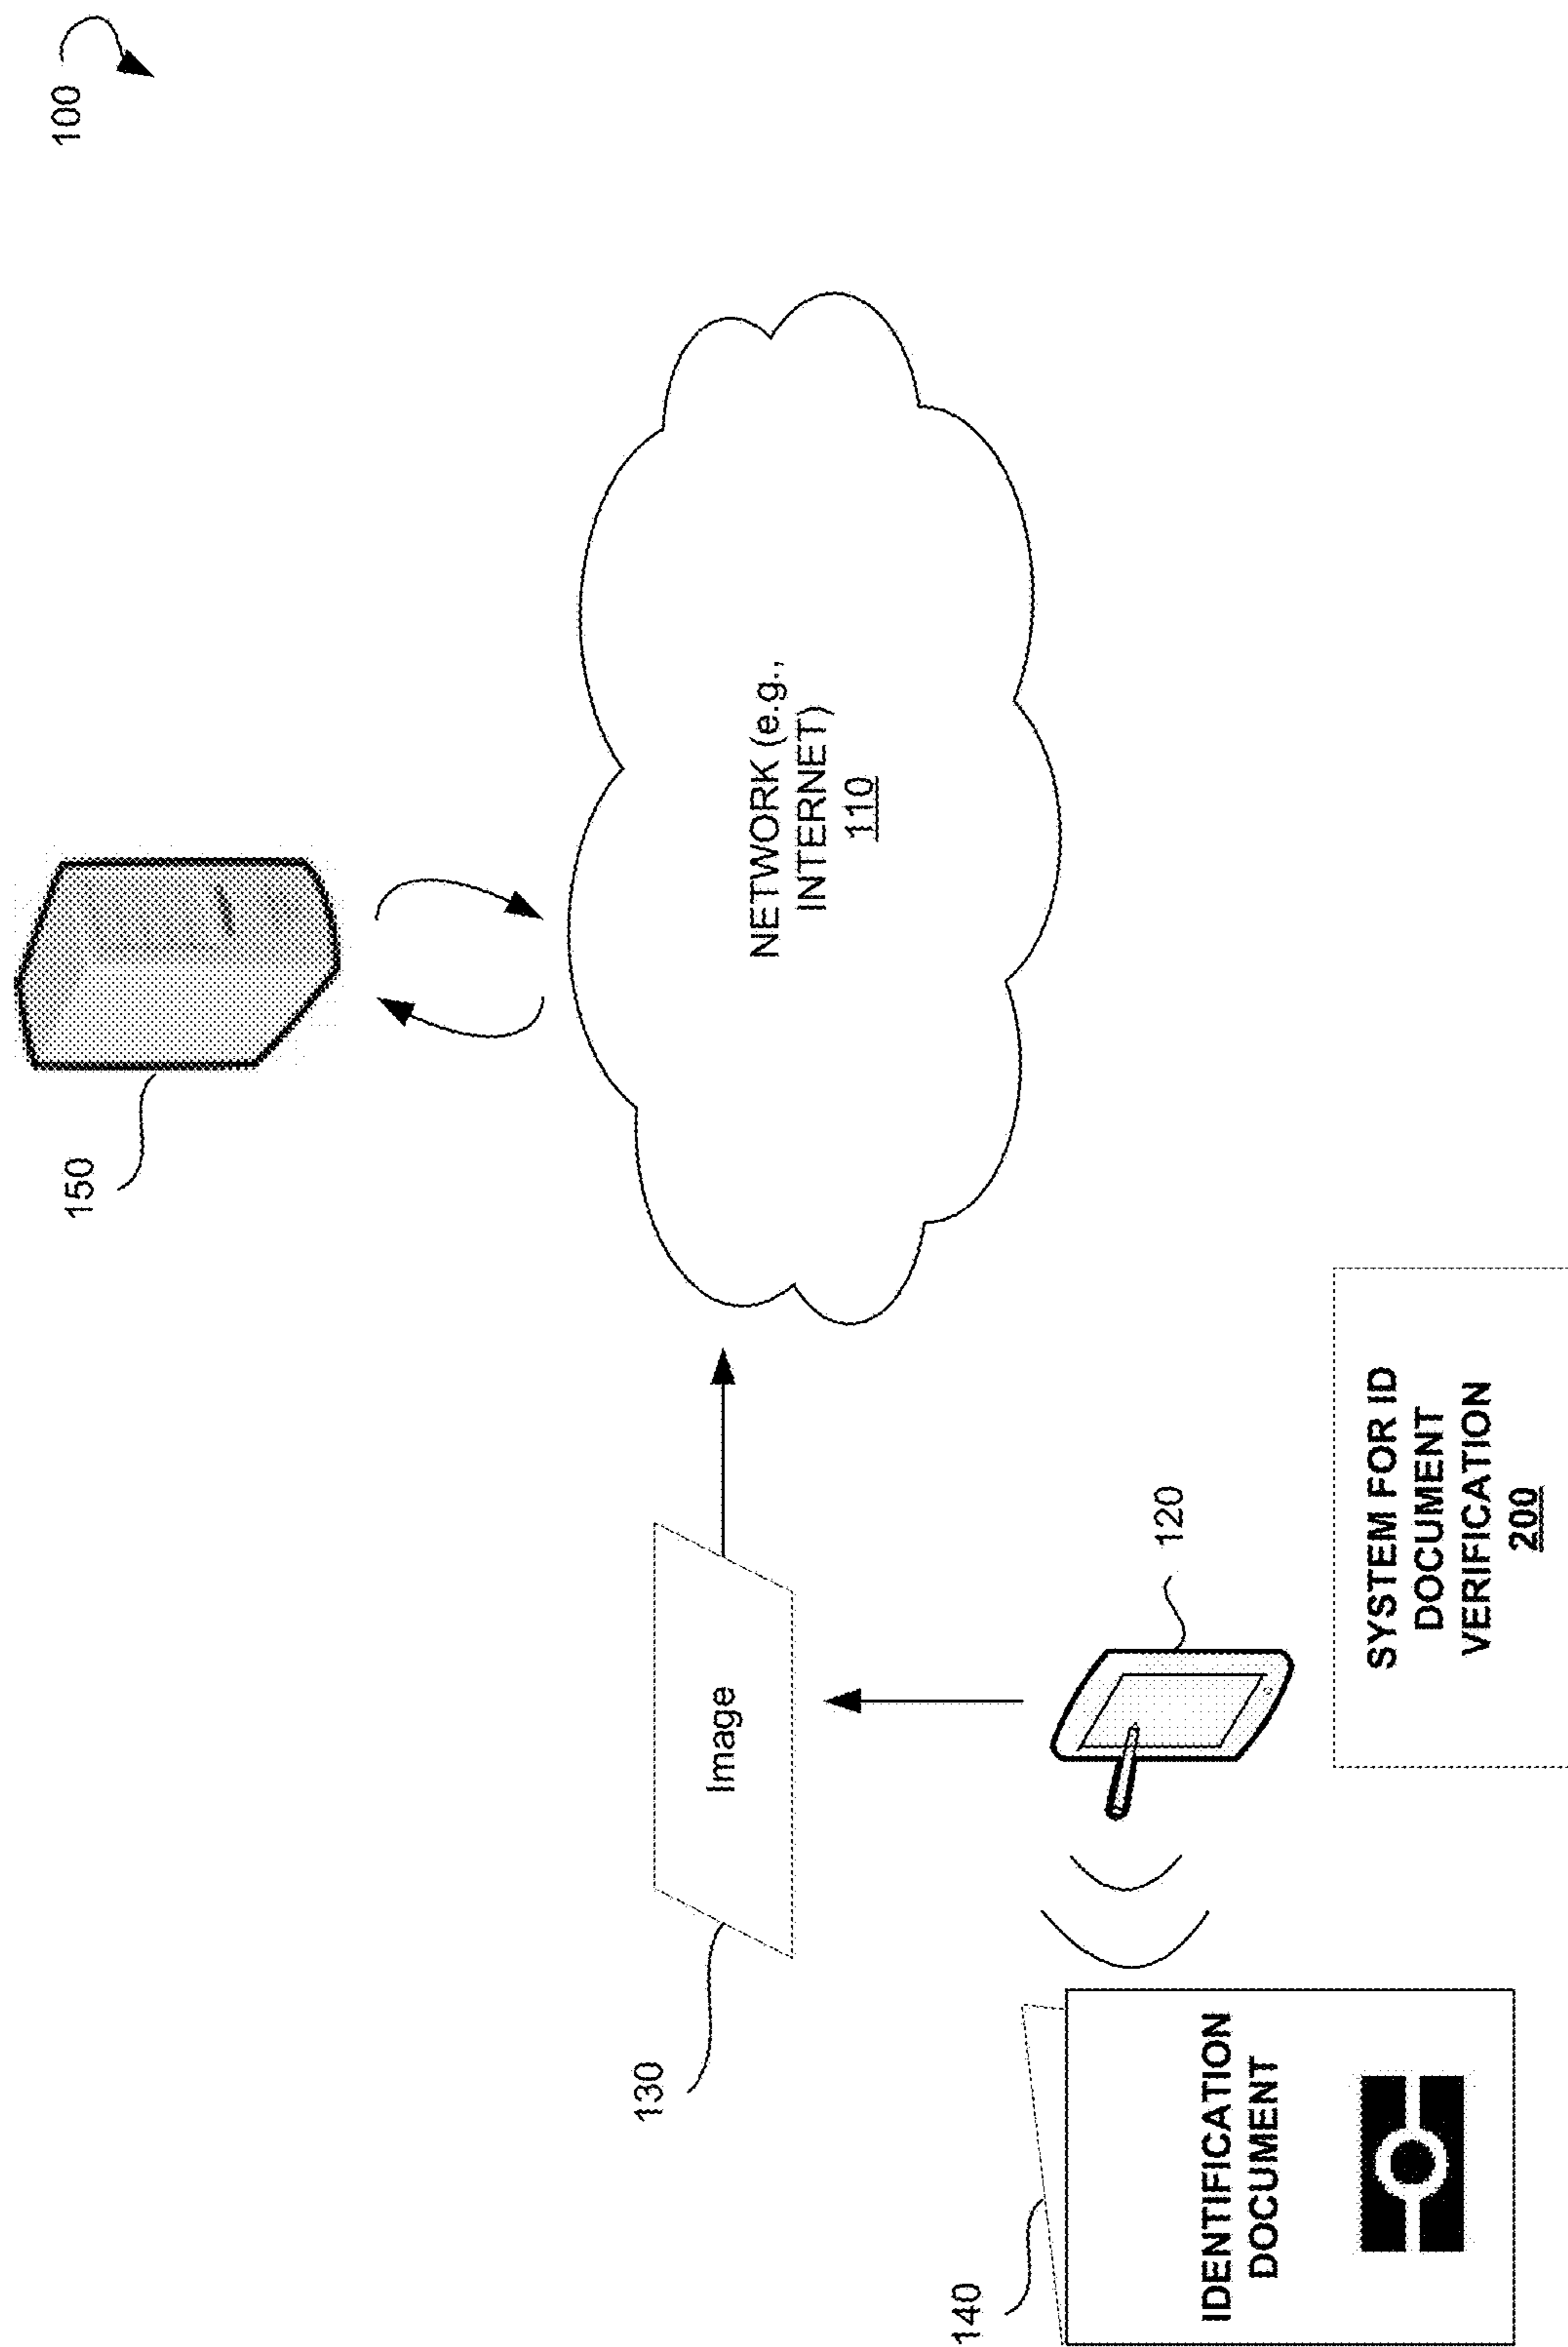 100
150
NETWORK (e.g.,
INTERNET)
110
130
Image
120
140
IDENTIFICATION
DOCUMENT
SYSTEM FOR ID
DOCUMENT
VERIFICATION
200